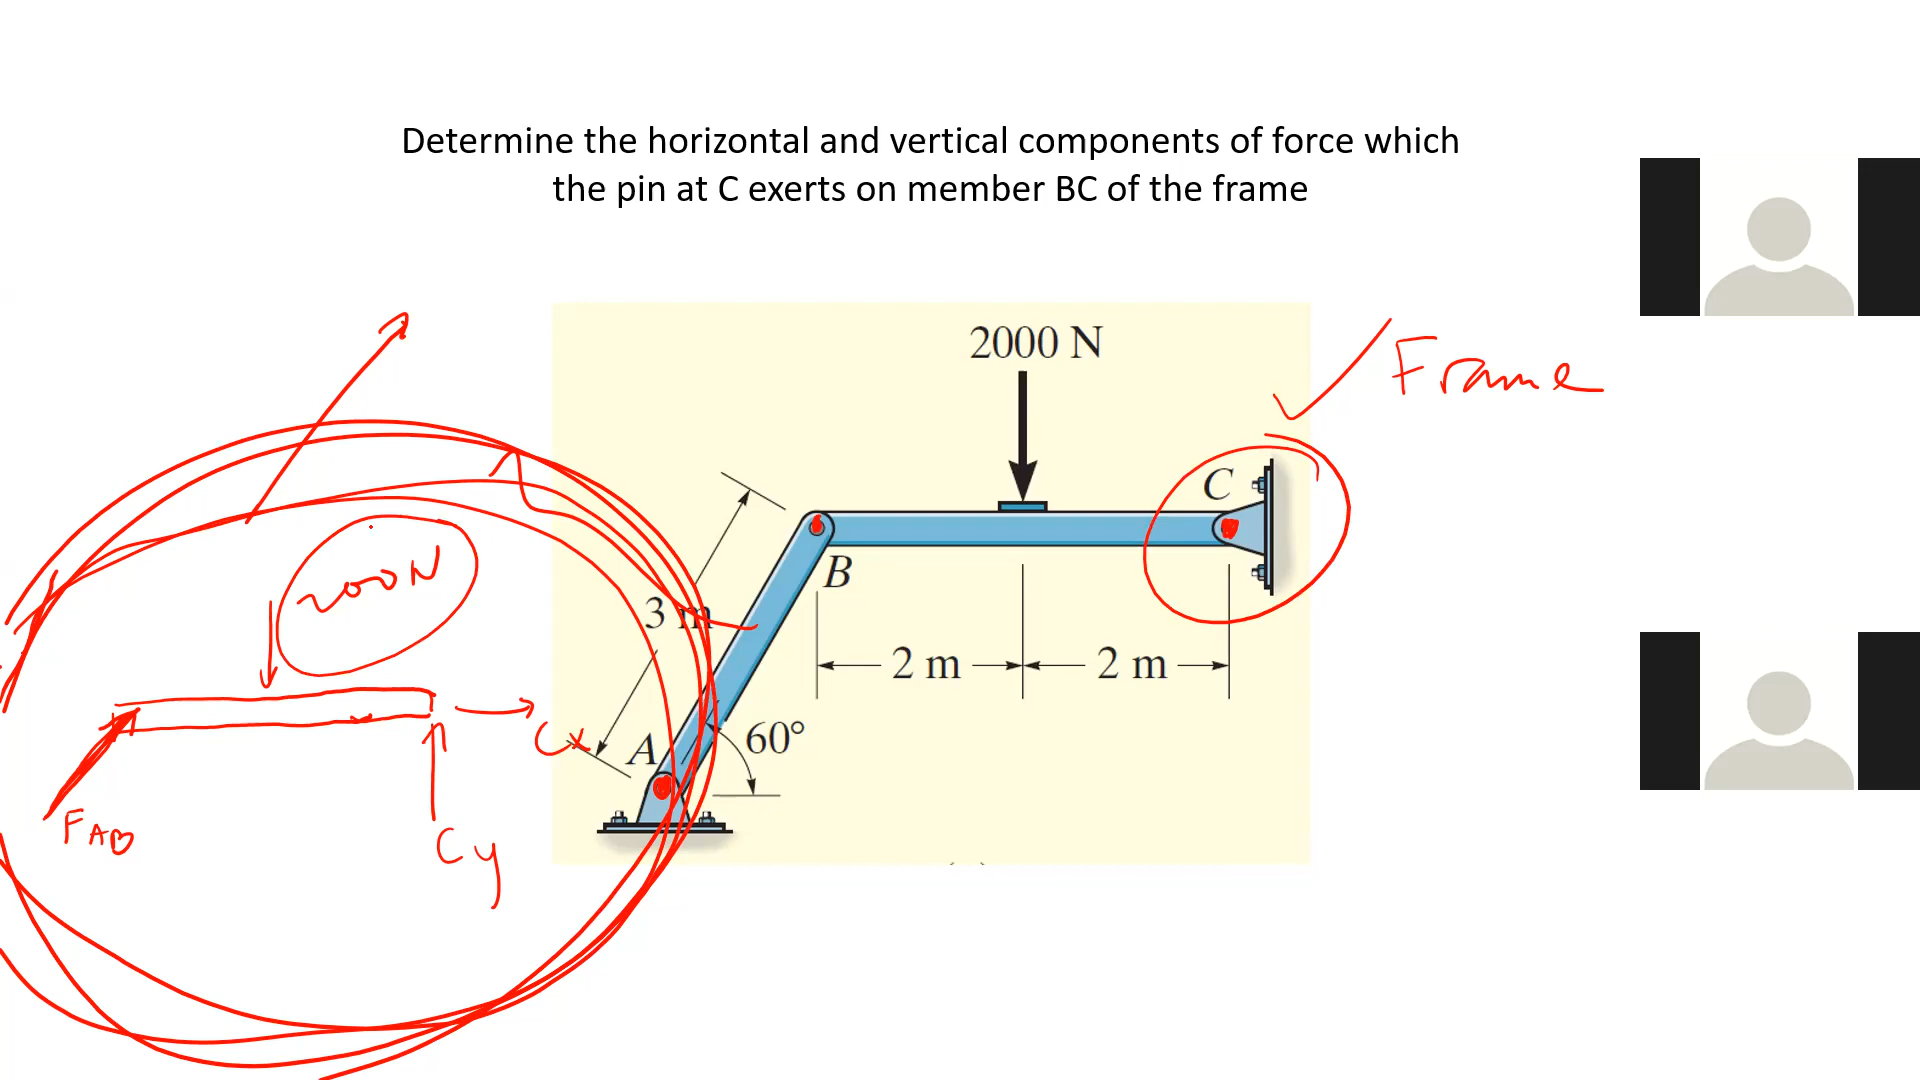 Determine the horizontal and vertical components of force which
the pin at C exerts on member BC of the frame
2000 N
Frame
C
2000N
B
3 m
2 m
2 m
A
60°
Cx
FAB
Cy